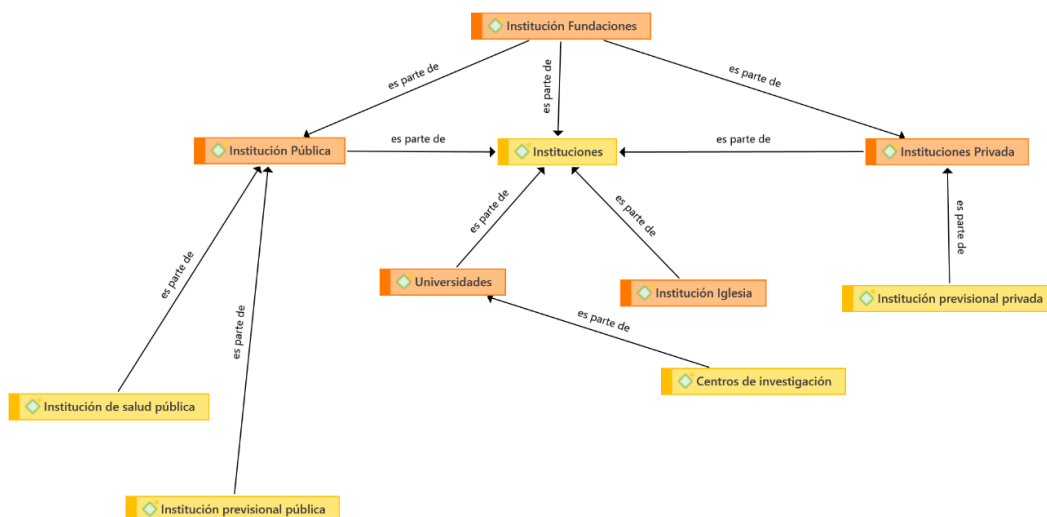 Institución Fundaciones
es parte de
es parte de
es parte de
Institución Pública
es parte de
Instituciones
es parte de
Instituciones Privada
es parte de
es parte de
es parte de
es parte de
es parte de
Universidades
Institución Iglesia
Institución previsional privada
es parte de
Centros de investigación
Institución de salud pública
Institución previsional pública